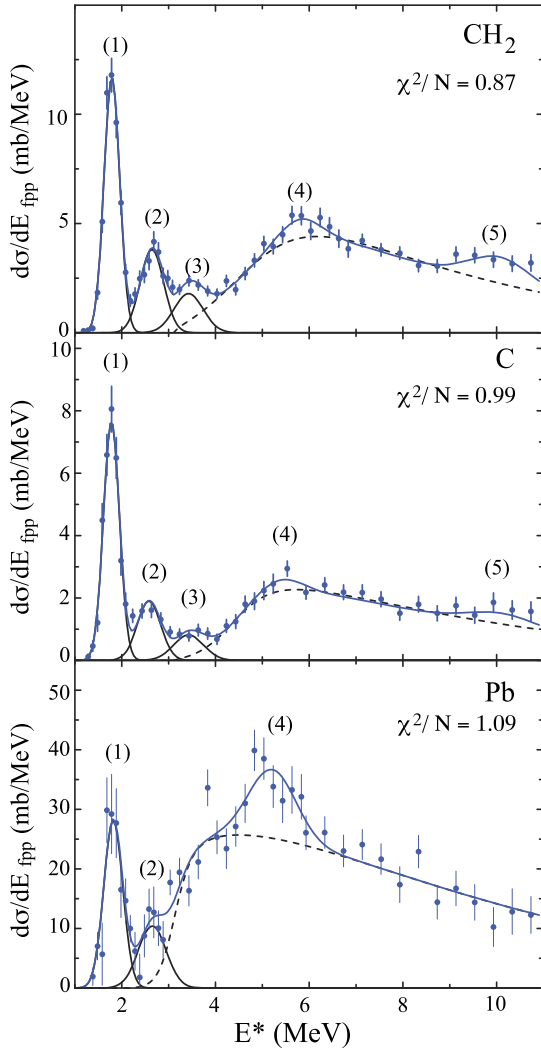 (1)
CH₂
χ²/ N = 0.87
dσ/dE fpp (mb/MeV)
10
5
0
(2)
(3)
(4)
(5)
(1)
C
χ²/ N = 0.99
dσ/dE fpp (mb/MeV)
10
8
6
4
2
0
(2)
(3)
(4)
(5)
Pb
χ²/ N = 1.09
dσ/dE fpp (mb/MeV)
50
40
30
20
10
0
(1)
(2)
(4)
2 4 6 8 10
E* (MeV)